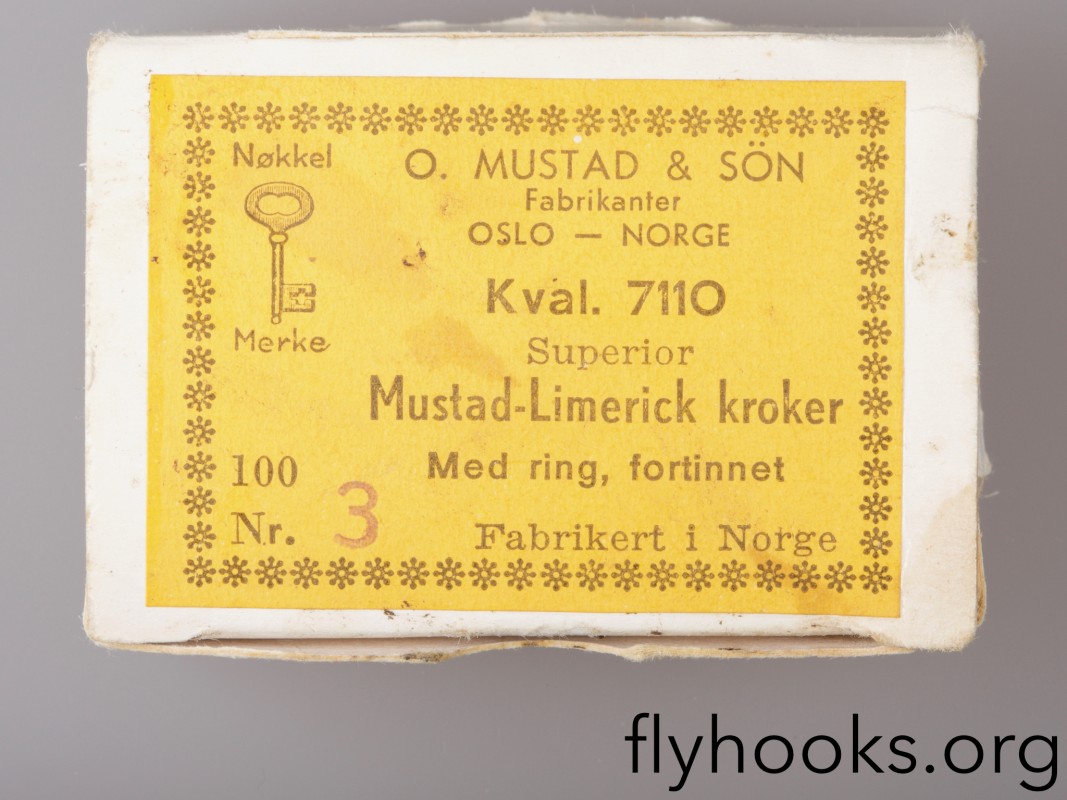 Nøkkel
Merke
O. MUSTAD & SÖN
Fabrikanter
OSLO — NORGE
Kval. 7110
Superior
Mustad-Limerick kroker
Med ring, fortinnet
100
Nr. 3
Fabrikert i Norge
flyhooks.org